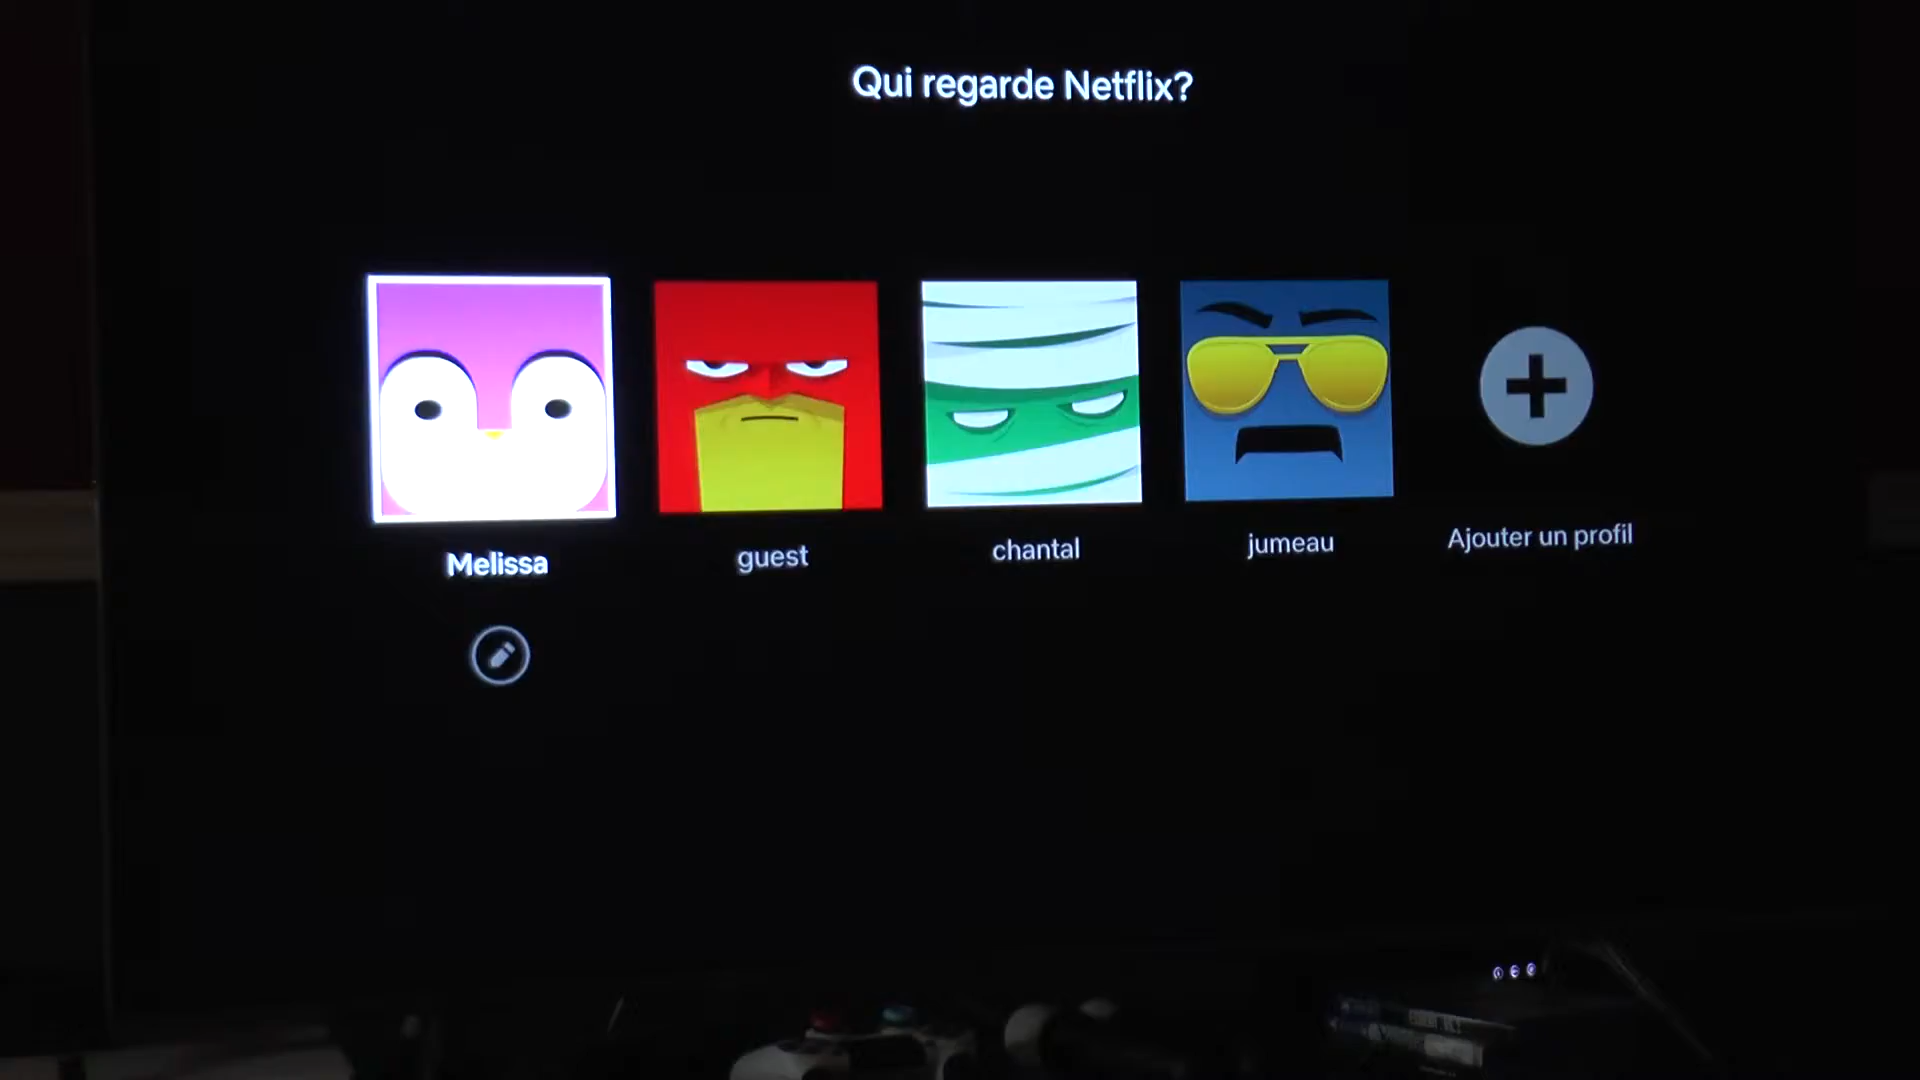 Qui regarde Netflix?
Melissa
guest
chantal
jumeau
Ajouter un profil